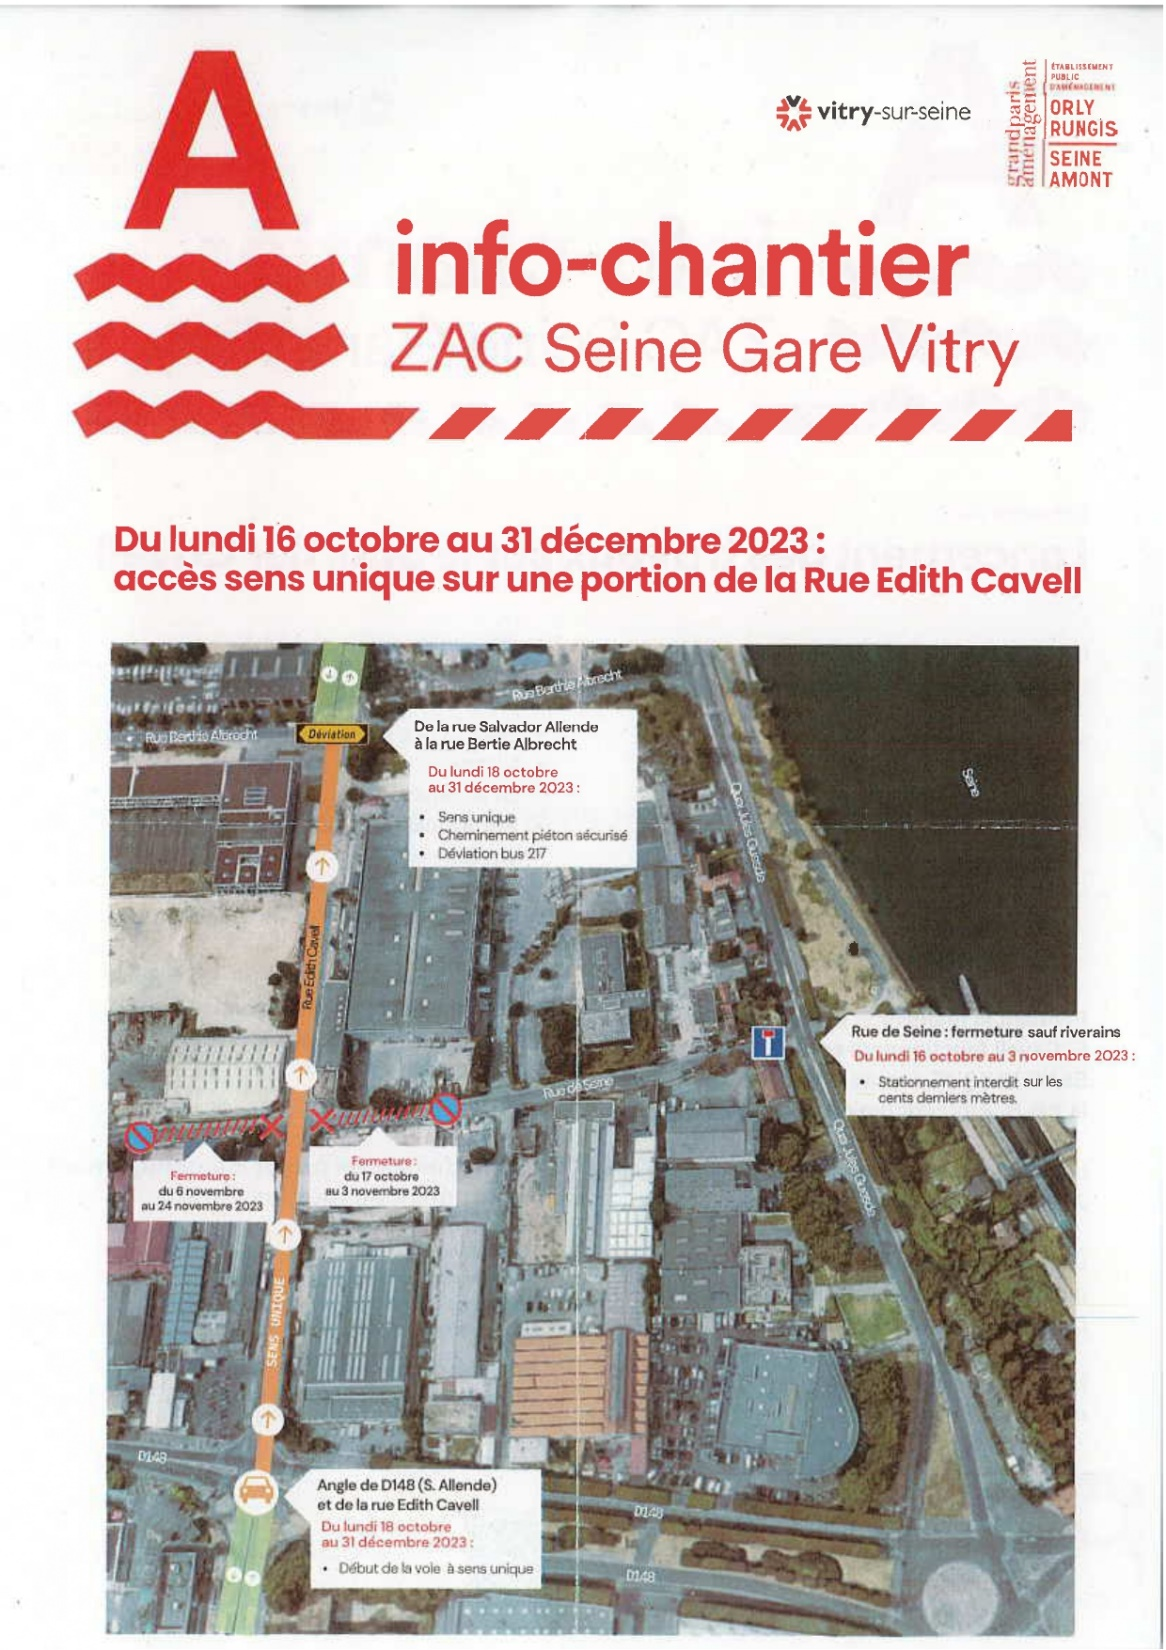 A
vitry-sur-seine
grandparis
aménagement
ÉTABLISSEMENT
PUBLIC
D'AMÉNAGEMENT
ORLY
RUNGIS
SEINE
AMONT
info-chantier
ZAC Seine Gare Vitry
Du lundi 16 octobre au 31 décembre 2023 :
accès sens unique sur une portion de la Rue Edith Cavell
Rue Berthie Albrecht
Rue Berthie Albrecht
Déviation
De la rue Salvador Allende
à la rue Bertie Albrecht
Du lundi 18 octobre
au 31 décembre 2023 :
• Sens unique
• Cheminement piéton sécurisé
• Déviation bus 217
Seine
Quai Jules Guesde
Rue Edith Cavell
Rue de Seine : fermeture sauf riverains
Du lundi 16 octobre au 3 novembre 2023 :
• Stationnement interdit sur les
cents derniers mètres.
Rue de Seine
Fermeture :
du 6 novembre
au 24 novembre 2023
Fermeture :
du 17 octobre
au 3 novembre 2023
Quai Jules Guesde
SENS UNIQUE
D148
Angle de D148 (S. Allende)
et de la rue Edith Cavell
Du lundi 18 octobre
au 31 décembre 2023 :
• Début de la voie à sens unique
D148
D148